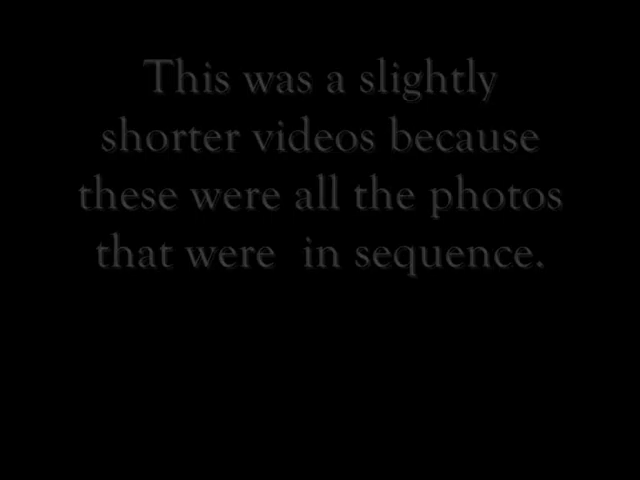 This was a slightly
shorter videos because
these were all the photos
that were  in sequence.